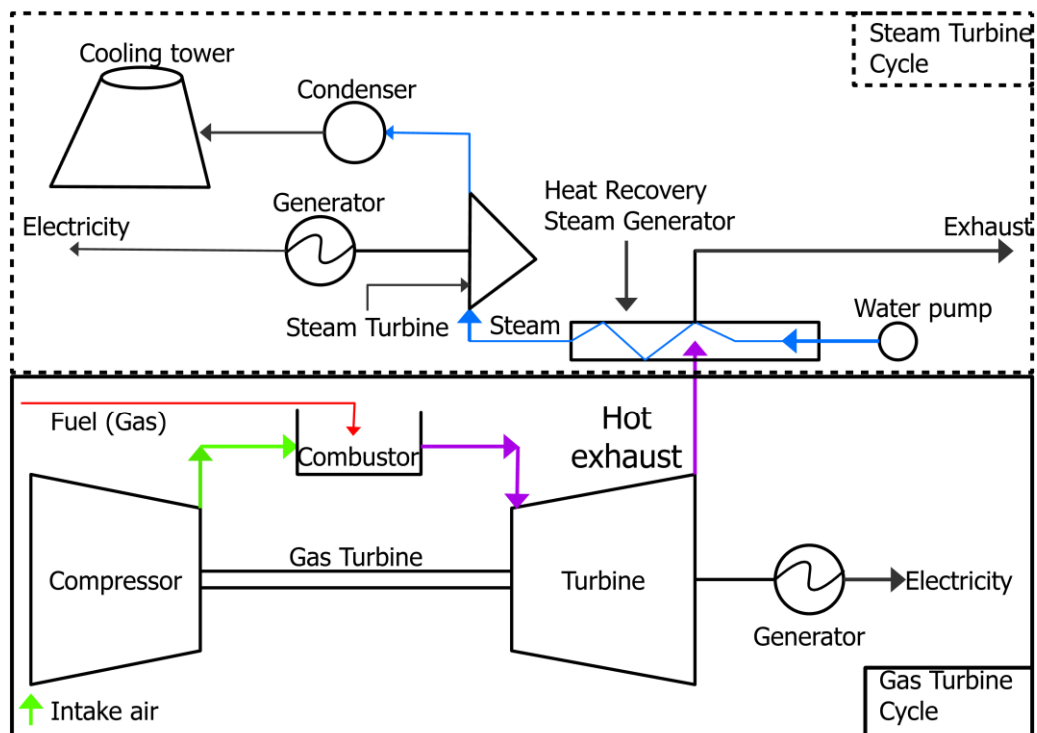 Steam Turbine
Cycle
Cooling tower
Condenser
Generator
Electricity
Heat Recovery
Steam Generator
Exhaust
Steam Turbine
Steam
Water pump
Fuel (Gas)
Combustor
Hot
exhaust
Compressor
Gas Turbine
Turbine
Electricity
Generator
Intake air
Gas Turbine
Cycle